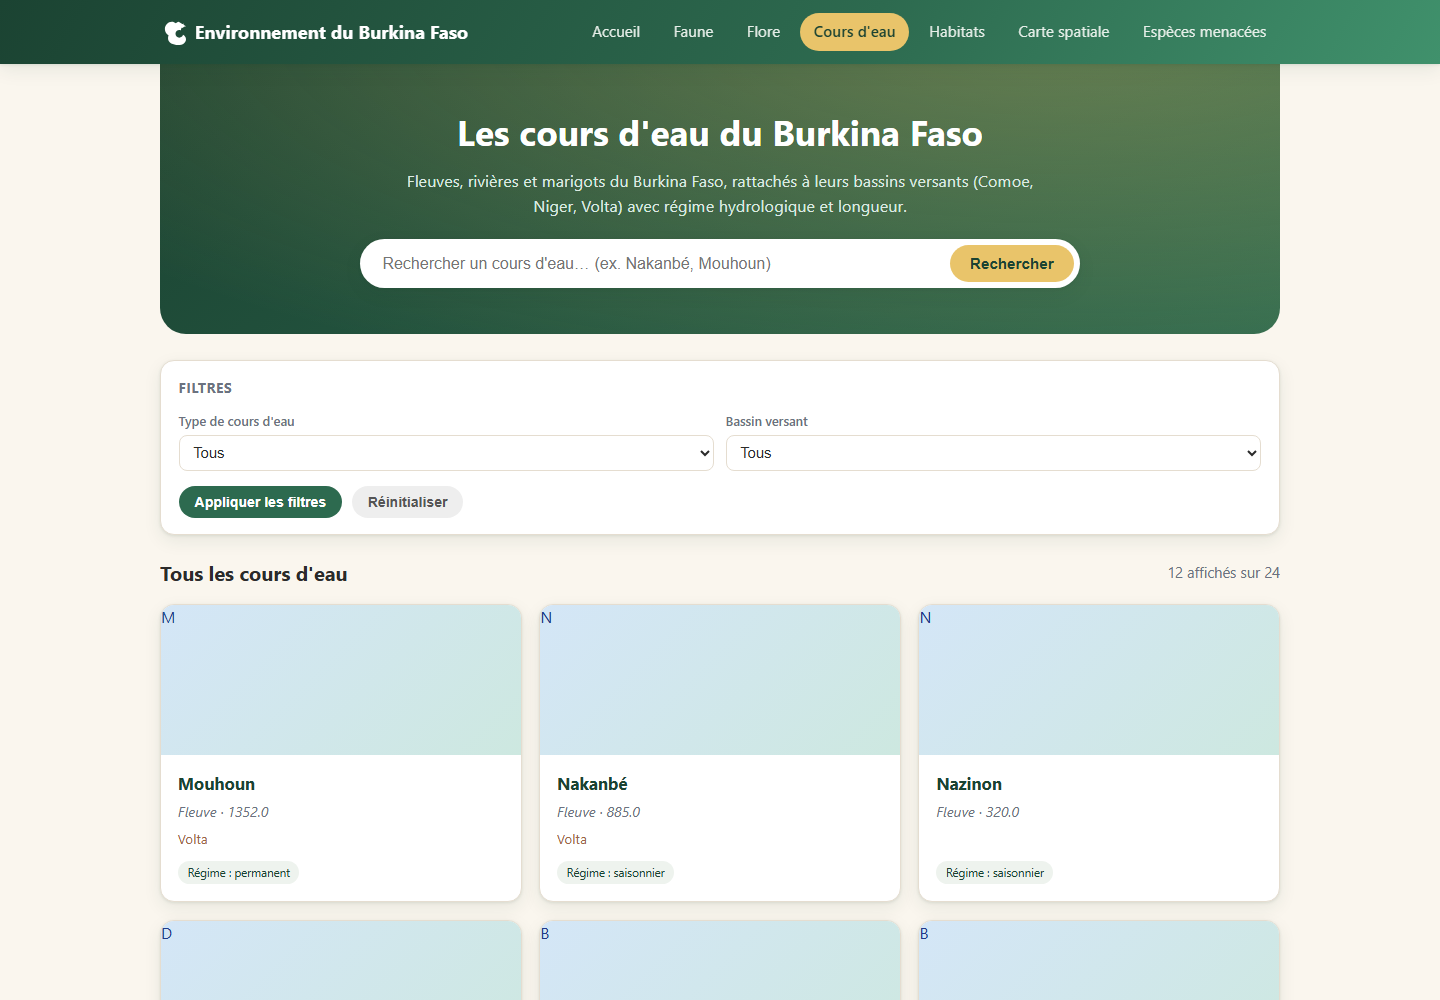 Environnement du Burkina Faso
Accueil
Faune
Flore
Cours d'eau
Habitats
Carte spatiale
Espèces menacées
Les cours d'eau du Burkina Faso
Fleuves, rivières et marigots du Burkina Faso, rattachés à leurs bassins versants (Comoe,
Niger, Volta) avec régime hydrologique et longueur.
Rechercher un cours d'eau… (ex. Nakanbé, Mouhoun)
Rechercher
FILTRES
Type de cours d'eau
Bassin versant
Tous
Tous
Appliquer les filtres
Réinitialiser
Tous les cours d'eau
12 affichés sur 24
M
N
N
Mouhoun
Nakanbé
Nazinon
Fleuve · 1352.0
Fleuve · 885.0
Fleuve · 320.0
Volta
Volta
Régime : permanent
Régime : saisonnier
Régime : saisonnier
D
B
B